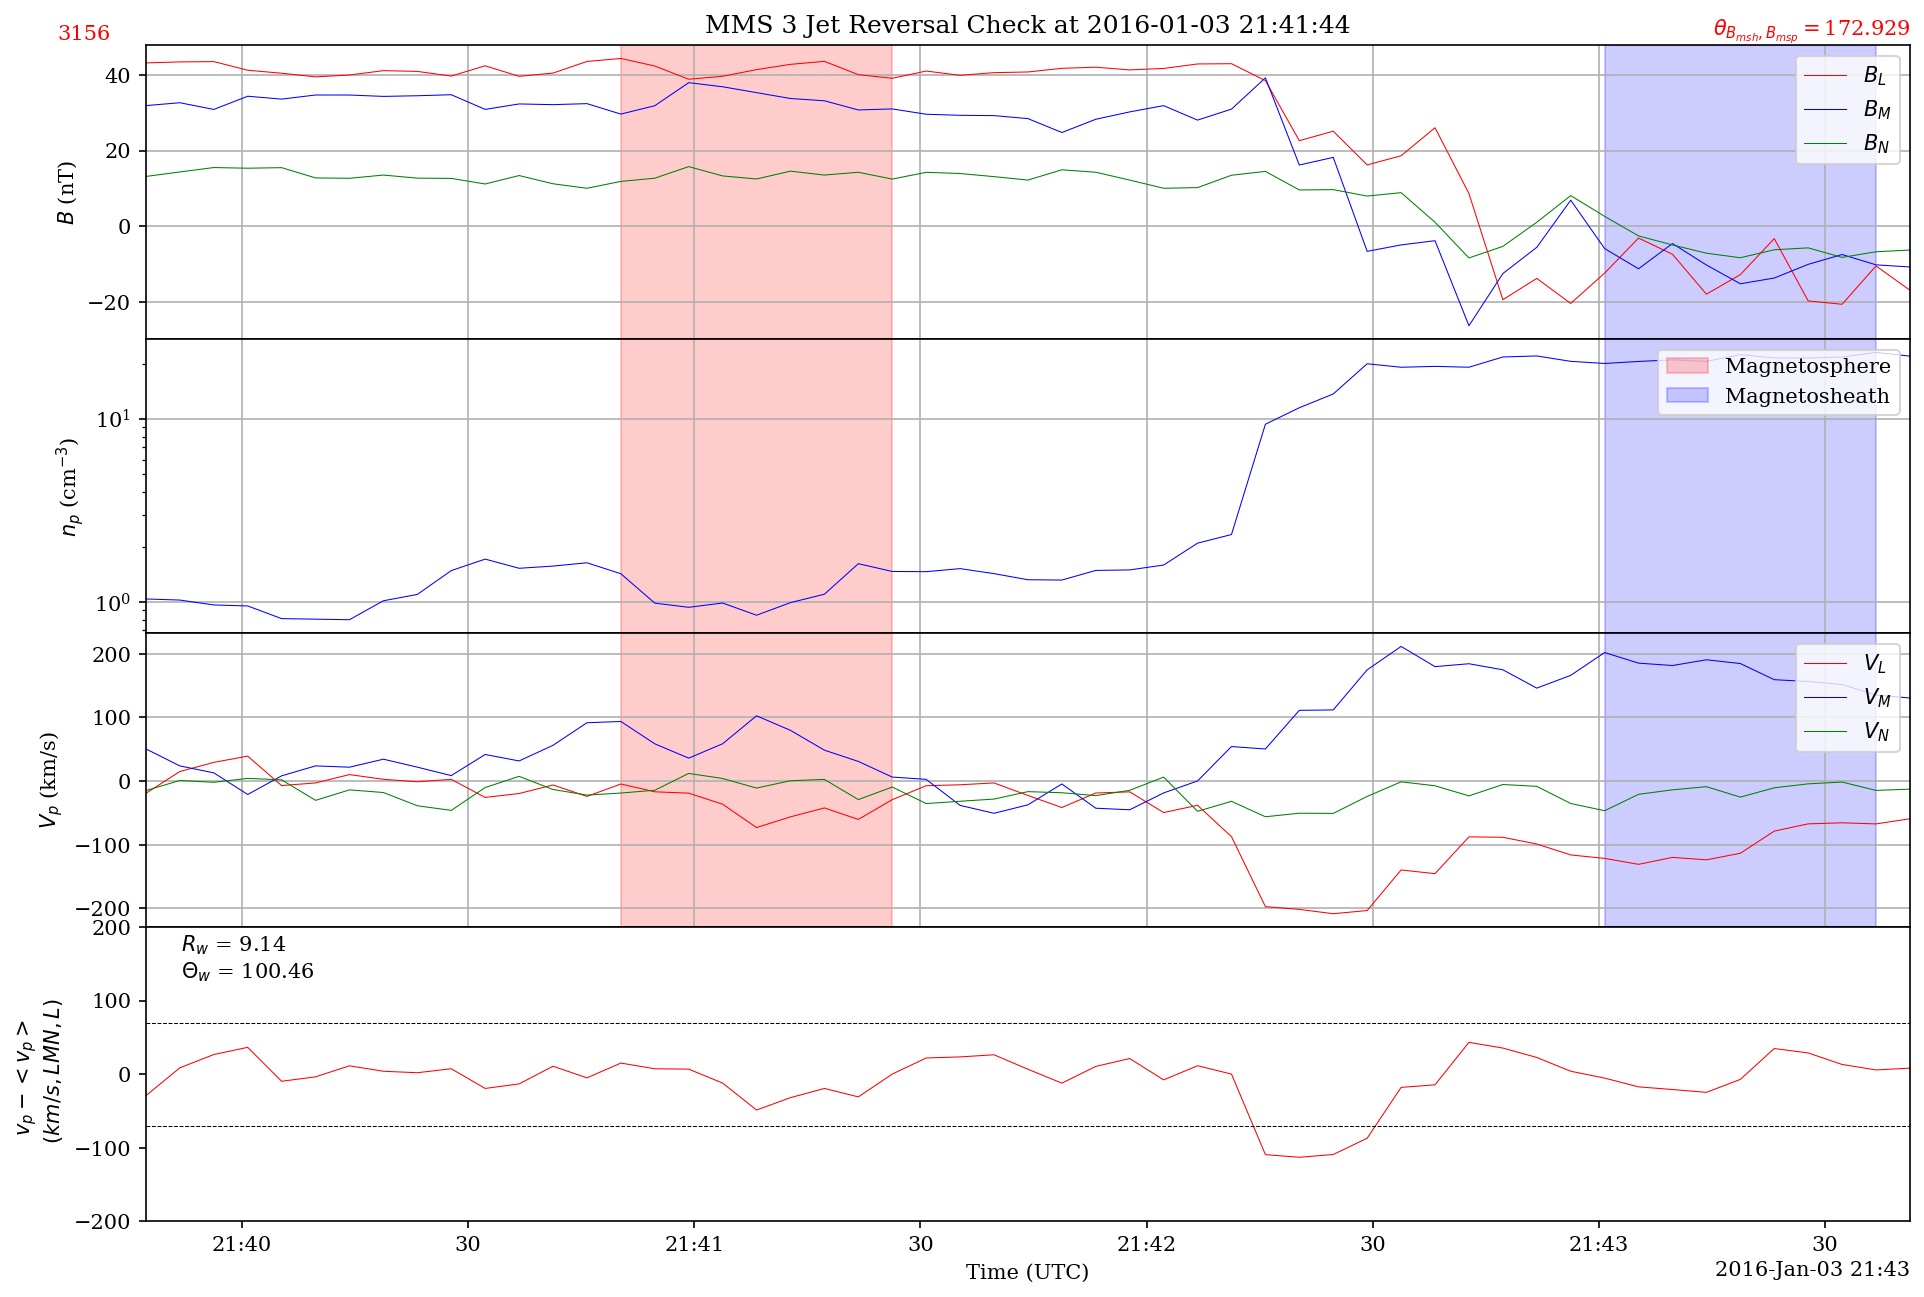 3156
MMS 3 Jet Reversal Check at 2016-01-03 21:41:44
θ_{B_{msh}, B_{msp}} = 172.929
B (nT)
40
20
0
−20
B_L
B_M
B_N
n_p (cm^{−3})
10^1
10^0
Magnetosphere
Magnetosheath
V_p (km/s)
200
100
0
−100
−200
V_L
V_M
V_N
v_p − < v_p >
(km/s, LMN, L)
200
100
0
−100
−200
R_w = 9.14
Θ_w = 100.46
21:40
30
21:41
30
21:42
30
21:43
30
Time (UTC)
2016-Jan-03 21:43